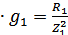 · g₁ = R₁/Z₁²